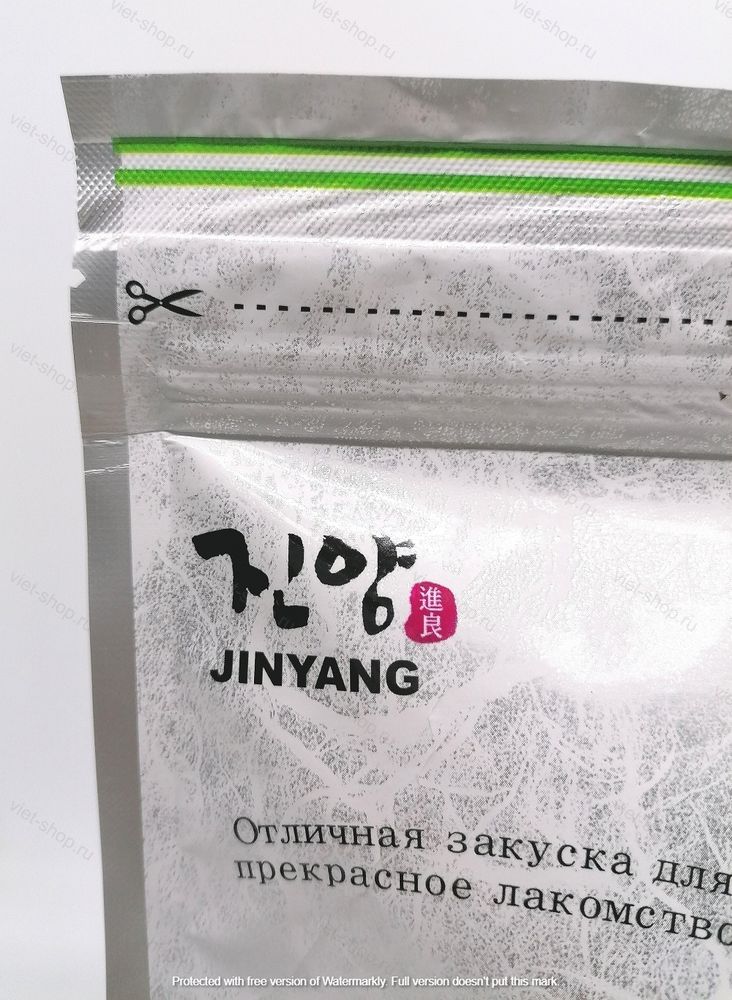 viet-shop.ru
진양
進良
JINYANG
Отличная закуска для
прекрасное лакомство
Protected with free version of Watermarkly. Full version doesn't put this mark.